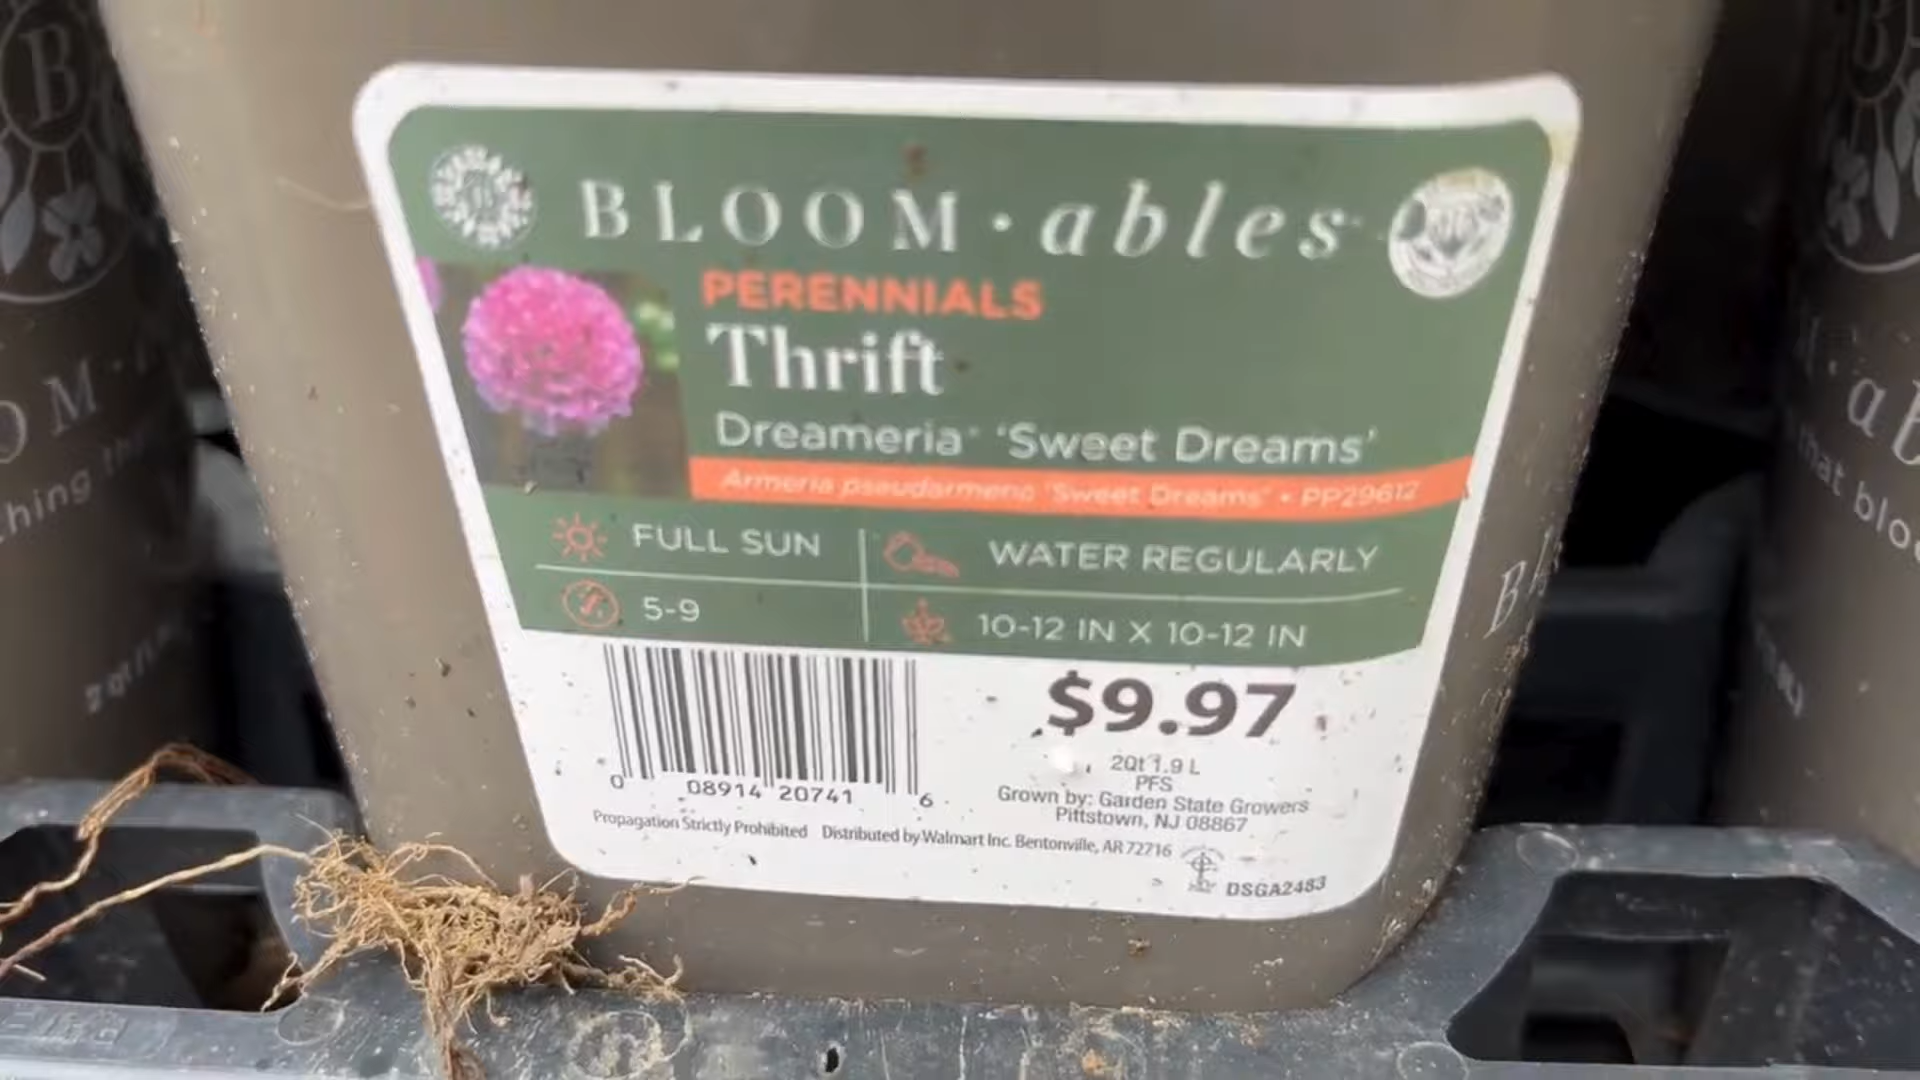 BLOOM·ables
PERENNIALS
Thrift
Dreameria® 'Sweet Dreams'
Armeria pseudarmeria 'Sweet Dreams' • PP29612
FULL SUN
WATER REGULARLY
5-9
10-12 IN X 10-12 IN
$9.97
2Qt 1.9 L
PFS
Grown by: Garden State Growers
Pittstown, NJ 08867
0 08914 20741 6
Propagation Strictly Prohibited Distributed by Walmart Inc. Bentonville, AR 72716
DSGA2483